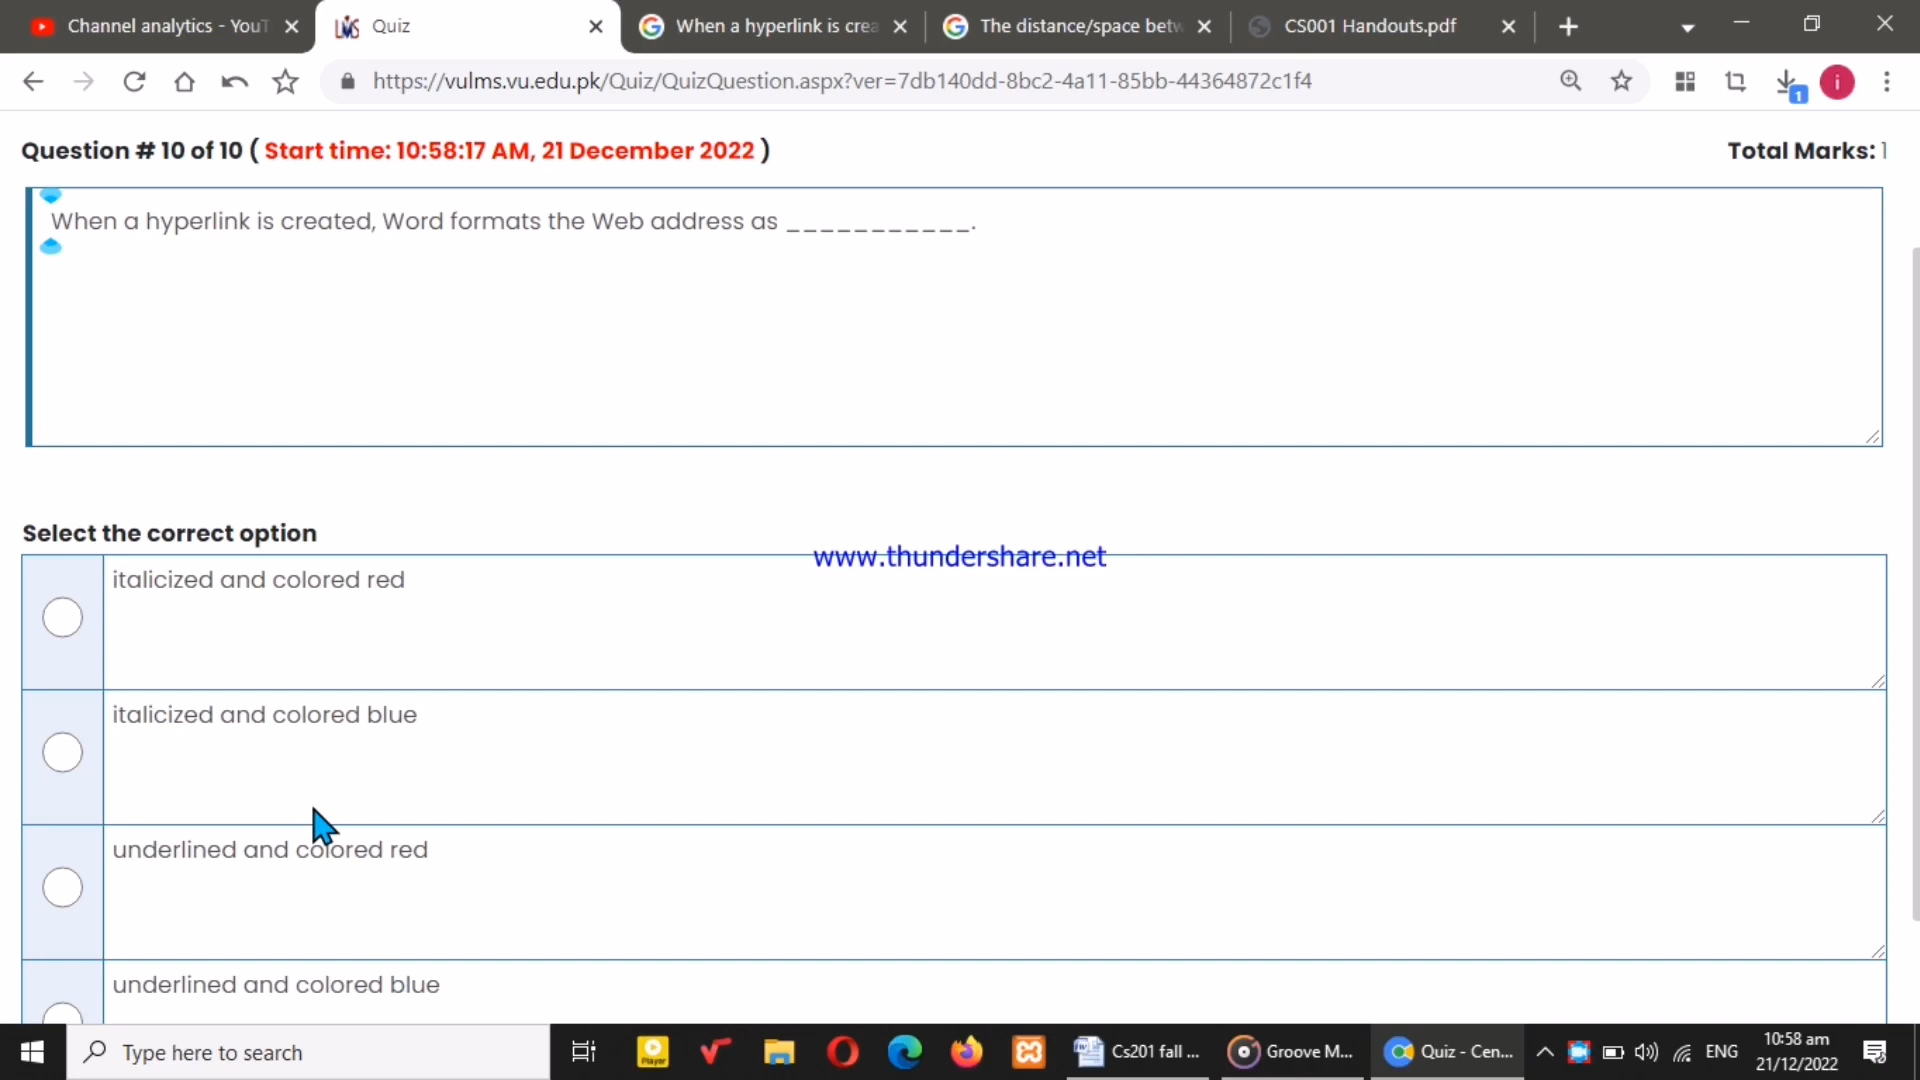 Channel analytics - YouT
Quiz
When a hyperlink is crea
The distance/space betw
CS001 Handouts.pdf
https://vulms.vu.edu.pk/Quiz/QuizQuestion.aspx?ver=7db140dd-8bc2-4a11-85bb-44364872c1f4
1
i
Question # 10 of 10 ( Start time: 10:58:17 AM, 21 December 2022 )
Total Marks: 1
When a hyperlink is created, Word formats the Web address as ___________.
Select the correct option
www.thundershare.net
italicized and colored red
italicized and colored blue
underlined and colored red
underlined and colored blue
Type here to search
Player
Cs201 fall ...
Groove M...
Quiz - Cen...
ENG
10:58 am
21/12/2022